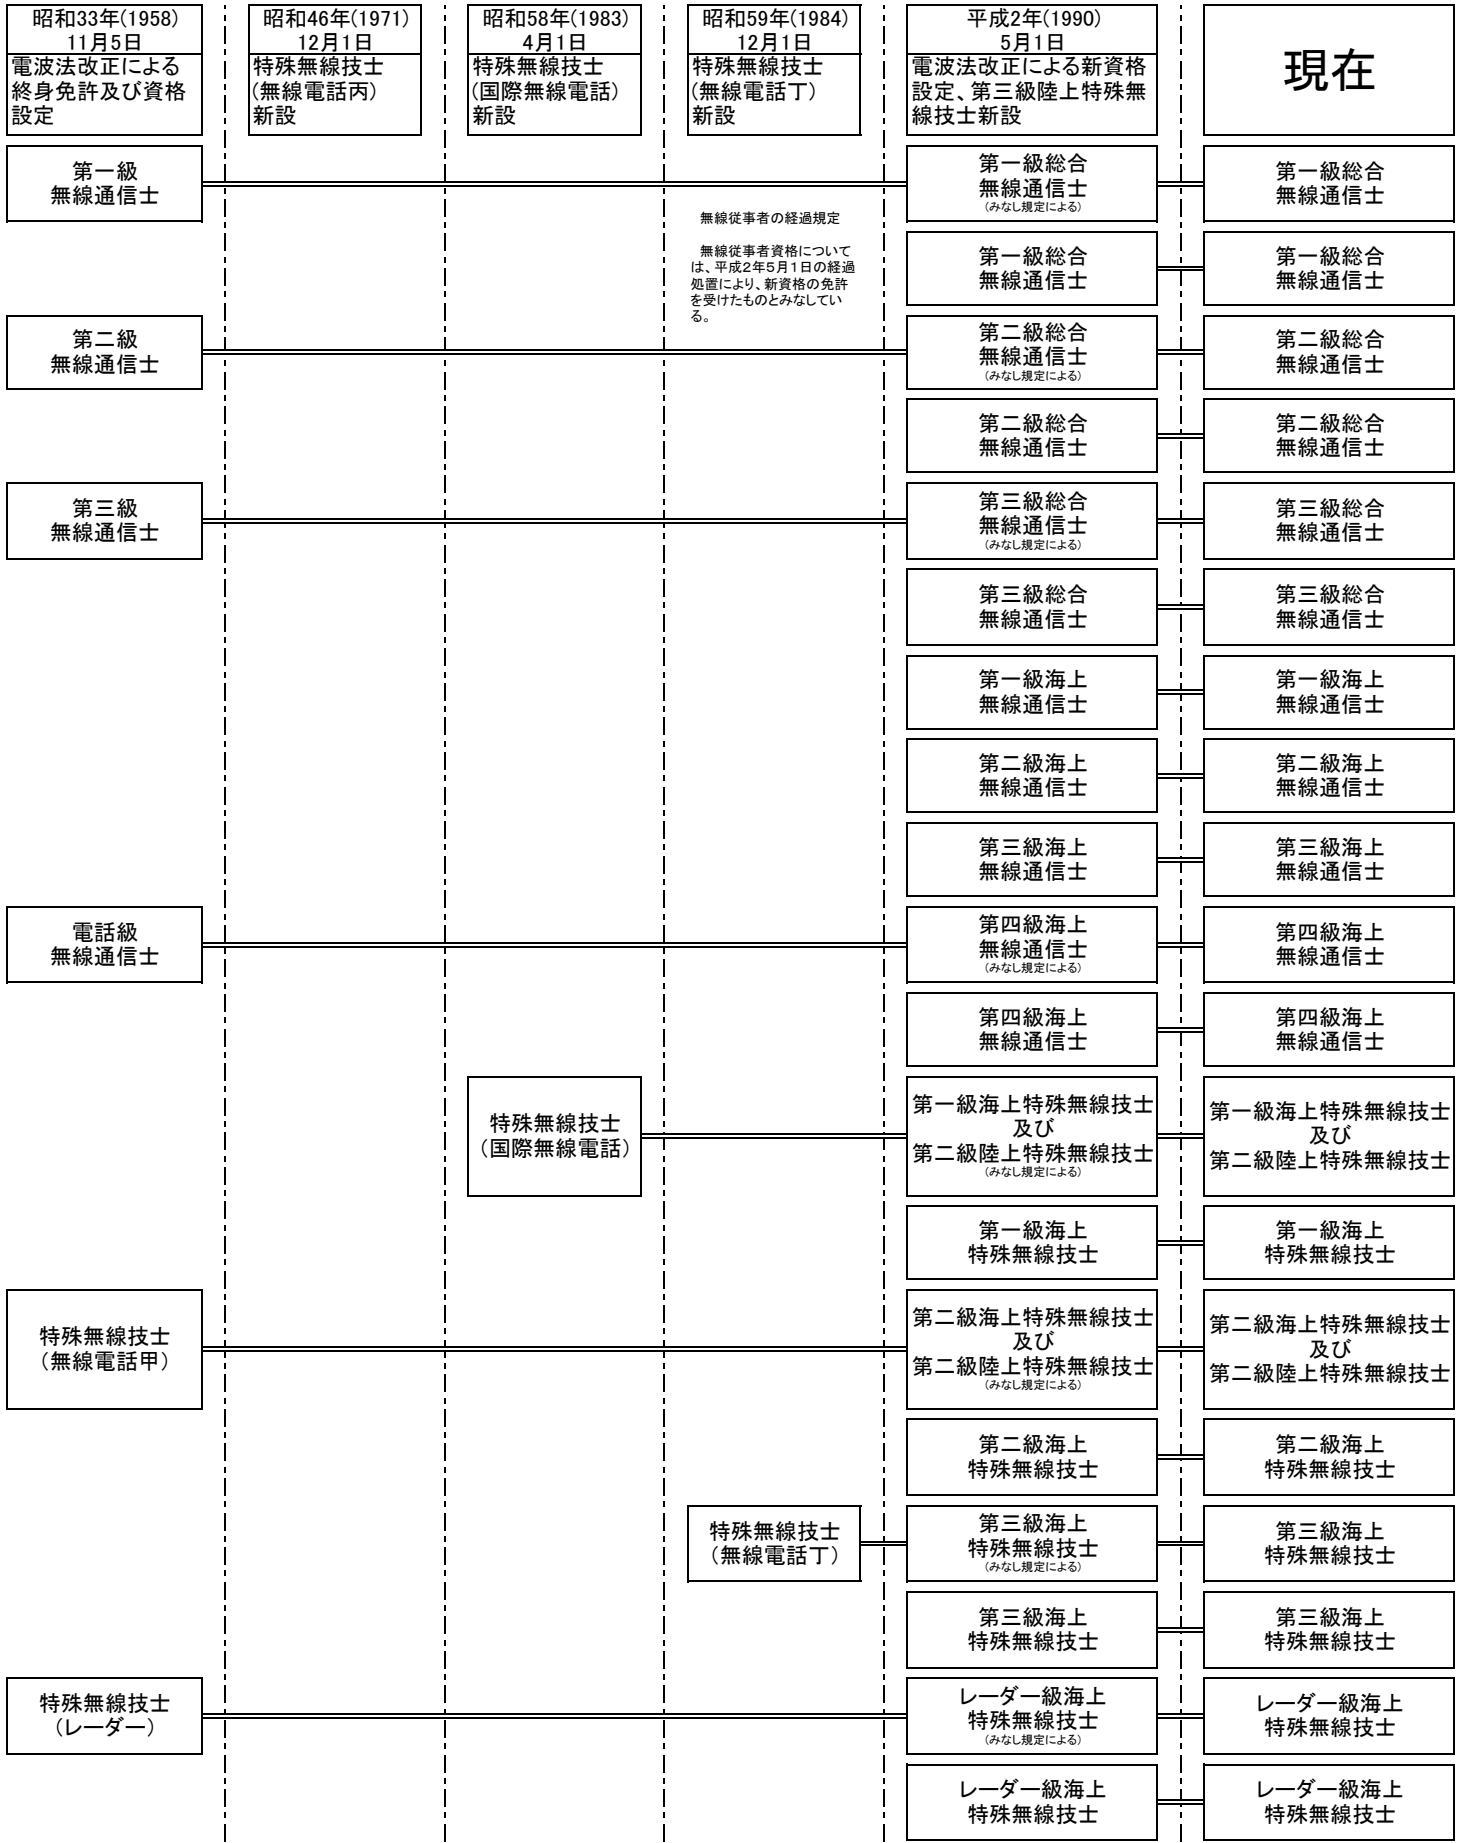 昭和33年(1958)
11月5日
電波法改正による
終身免許及び資格
設定
昭和46年(1971)
12月1日
特殊無線技士
(無線電話丙)
新設
昭和58年(1983)
4月1日
特殊無線技士
(国際無線電話)
新設
昭和59年(1984)
12月1日
特殊無線技士
(無線電話丁)
新設
平成2年(1990)
5月1日
電波法改正による新資格
設定、第三級陸上特殊無
線技士新設
現在
第一級
無線通信士
第一級総合
無線通信士
(みなし規定による)
第一級総合
無線通信士
無線従事者の経過規定
無線従事者資格について
は、平成2年5月1日の経過
処置により、新資格の免許
を受けたものとみなしてい
る。
第一級総合
無線通信士
第一級総合
無線通信士
第二級
無線通信士
第二級総合
無線通信士
(みなし規定による)
第二級総合
無線通信士
第二級総合
無線通信士
第二級総合
無線通信士
第三級
無線通信士
第三級総合
無線通信士
(みなし規定による)
第三級総合
無線通信士
第三級総合
無線通信士
第三級総合
無線通信士
第一級海上
無線通信士
第一級海上
無線通信士
第二級海上
無線通信士
第二級海上
無線通信士
第三級海上
無線通信士
第三級海上
無線通信士
電話級
無線通信士
第四級海上
無線通信士
(みなし規定による)
第四級海上
無線通信士
第四級海上
無線通信士
第四級海上
無線通信士
特殊無線技士
(国際無線電話)
第一級海上特殊無線技士
及び
第二級陸上特殊無線技士
(みなし規定による)
第一級海上特殊無線技士
及び
第二級陸上特殊無線技士
第一級海上
特殊無線技士
第一級海上
特殊無線技士
特殊無線技士
(無線電話甲)
第二級海上特殊無線技士
及び
第二級陸上特殊無線技士
(みなし規定による)
第二級海上特殊無線技士
及び
第二級陸上特殊無線技士
第二級海上
特殊無線技士
第二級海上
特殊無線技士
特殊無線技士
(無線電話丁)
第三級海上
特殊無線技士
(みなし規定による)
第三級海上
特殊無線技士
第三級海上
特殊無線技士
第三級海上
特殊無線技士
特殊無線技士
(レーダー)
レーダー級海上
特殊無線技士
(みなし規定による)
レーダー級海上
特殊無線技士
レーダー級海上
特殊無線技士
レーダー級海上
特殊無線技士